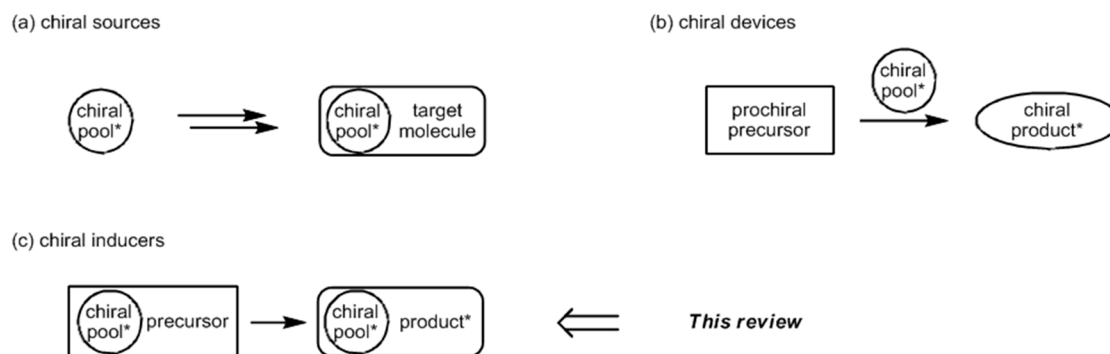 (a) chiral sources
chiral
pool*
chiral
pool*
target
molecule
(b) chiral devices
prochiral
precursor
chiral
pool*
chiral
product*
(c) chiral inducers
chiral
pool*
precursor
chiral
pool*
product*
This review